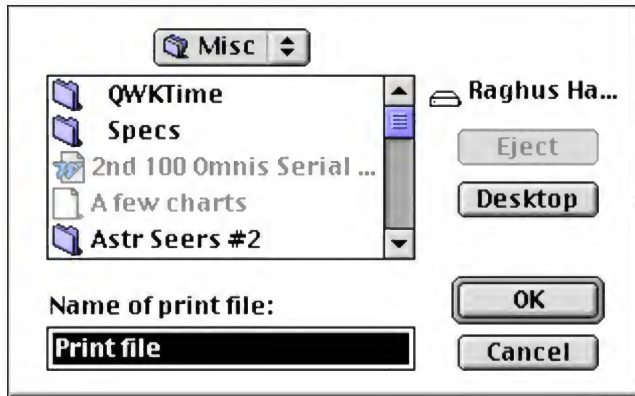 Misc
QWKTime
Specs
2nd 100 Omnis Serial ...
A few charts
Astr Seers #2
Raghus Ha...
Eject
Desktop
Name of print file:
Print file
OK
Cancel